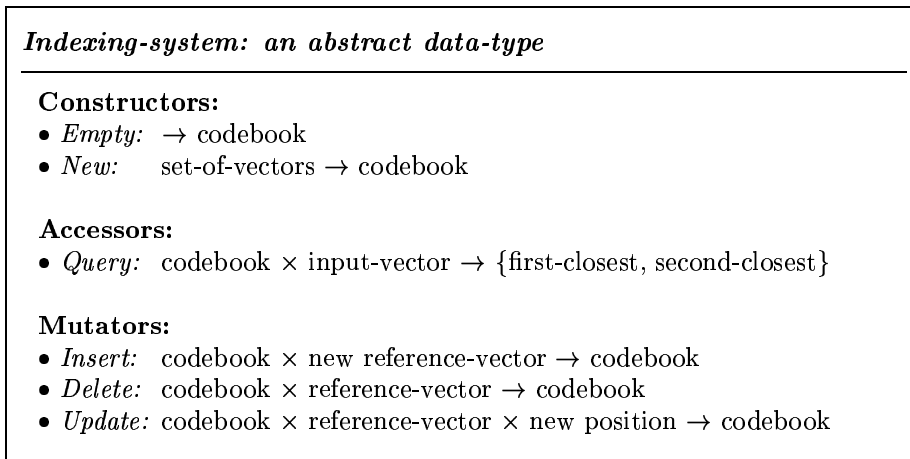 Indexing-system: an abstract data-type
Constructors:
• Empty: → codebook
• New: set-of-vectors → codebook
Accessors:
• Query: codebook × input-vector → {first-closest, second-closest}
Mutators:
• Insert: codebook × new reference-vector → codebook
• Delete: codebook × reference-vector → codebook
• Update: codebook × reference-vector × new position → codebook